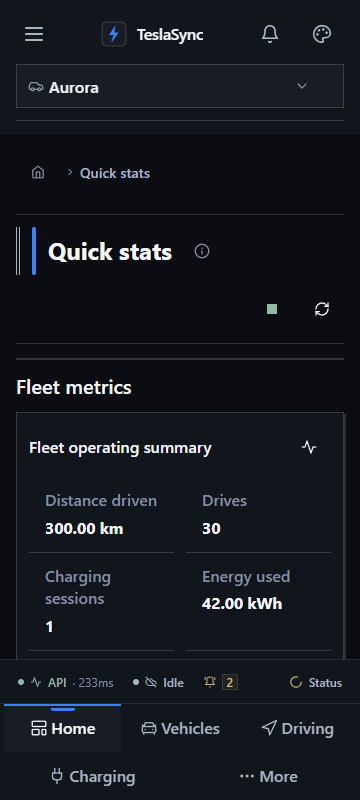 TeslaSync
Aurora
Quick stats
Quick stats
Fleet metrics
Fleet operating summary
Distance driven
300.00 km
Drives
30
Charging
sessions
1
Energy used
42.00 kWh
API · 233ms
Idle
2
Status
Home
Vehicles
Driving
Charging
More